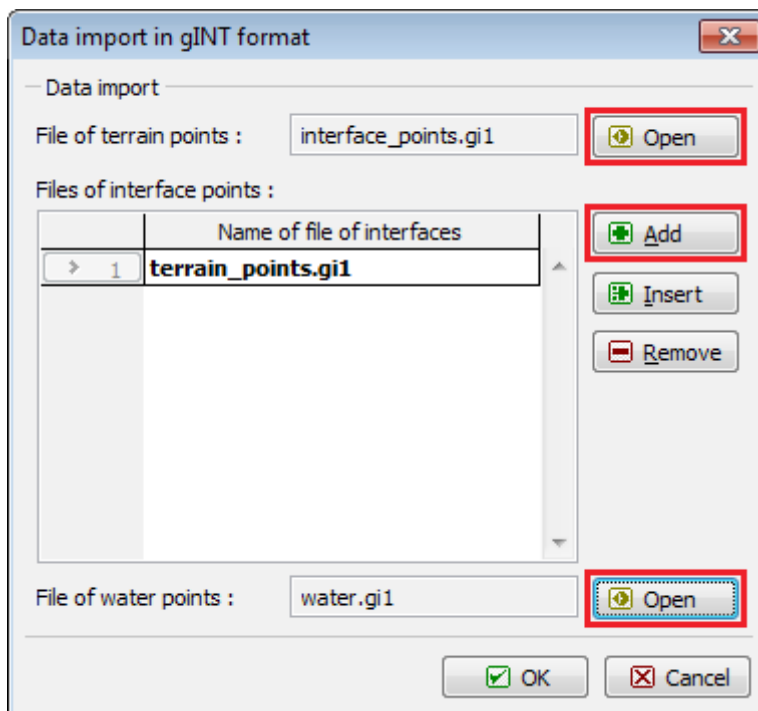 Data import in gINT format
Data import
File of terrain points : interface_points.gi1 Open
Files of interface points :
Name of file of interfaces Add
1 terrain_points.gi1
Insert
Remove
File of water points : water.gi1 Open
OK Cancel